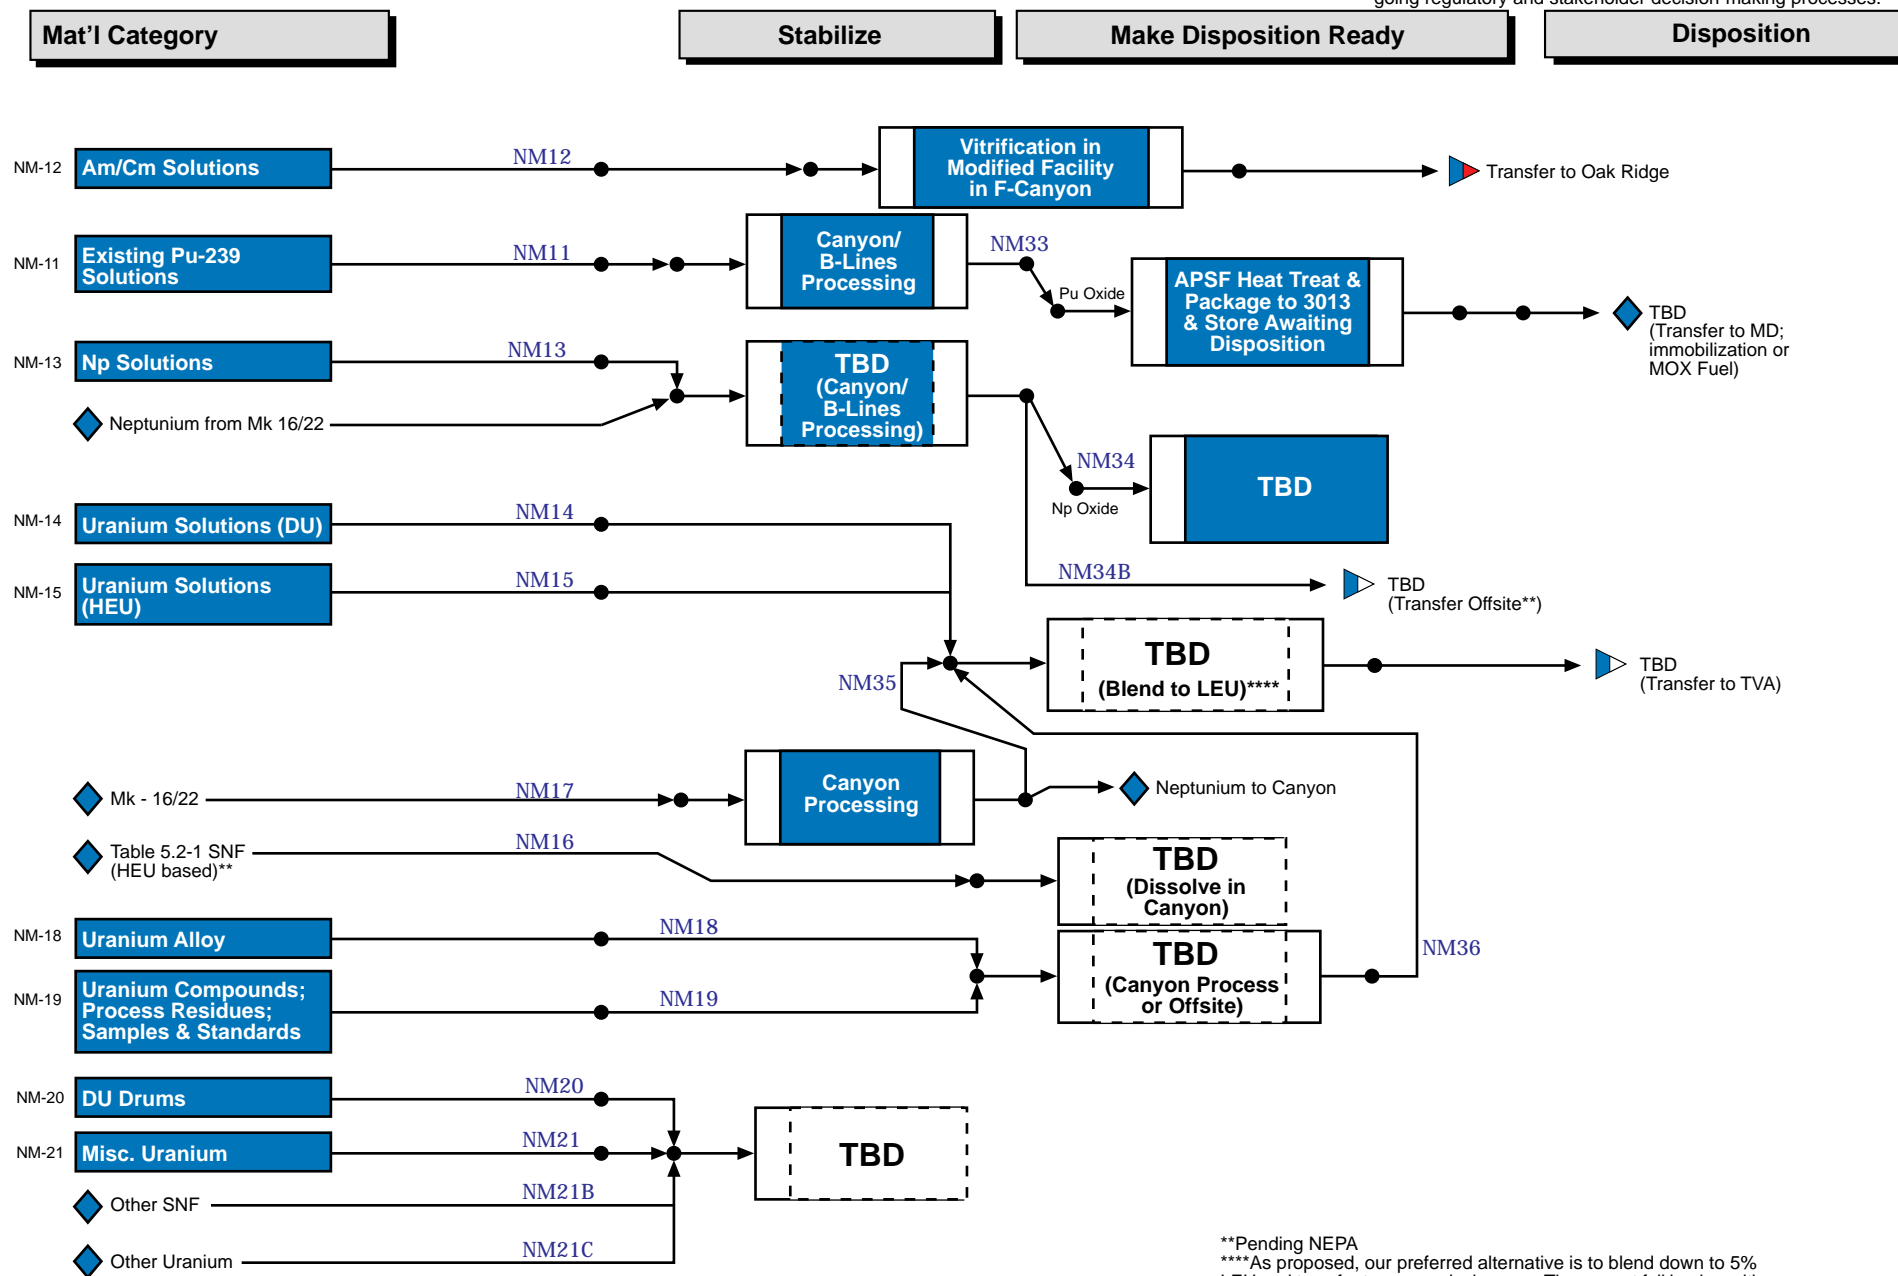 going regulatory and stakeholder decision making processes.
Mat'l Category
Stabilize
Make Disposition Ready
Disposition
NM-12
Am/Cm Solutions
NM12
Vitrification in
Modified Facility
in F-Canyon
Transfer to Oak Ridge
NM-11
Existing Pu-239
Solutions
NM11
Canyon/
B-Lines
Processing
NM33
Pu Oxide
APSF Heat Treat &
Package to 3013
& Store Awaiting
Disposition
TBD
(Transfer to MD;
immobilization or
MOX Fuel)
NM-13
Np Solutions
NM13
Neptunium from Mk 16/22
TBD
(Canyon/
B-Lines
Processing)
NM34
Np Oxide
TBD
NM34B
TBD
(Transfer Offsite**)
NM-14
Uranium Solutions (DU)
NM14
NM-15
Uranium Solutions
(HEU)
NM15
NM35
TBD
(Blend to LEU)****
TBD
(Transfer to TVA)
Mk - 16/22
NM17
Canyon
Processing
Neptunium to Canyon
Table 5.2-1 SNF
(HEU based)**
NM16
TBD
(Dissolve in
Canyon)
NM-18
Uranium Alloy
NM18
NM-19
Uranium Compounds;
Process Residues;
Samples & Standards
NM19
TBD
(Canyon Process
or Offsite)
NM36
NM-20
DU Drums
NM20
NM-21
Misc. Uranium
NM21
TBD
Other SNF
NM21B
Other Uranium
NM21C
**Pending NEPA
****As proposed, our preferred alternative is to blend down to 5%